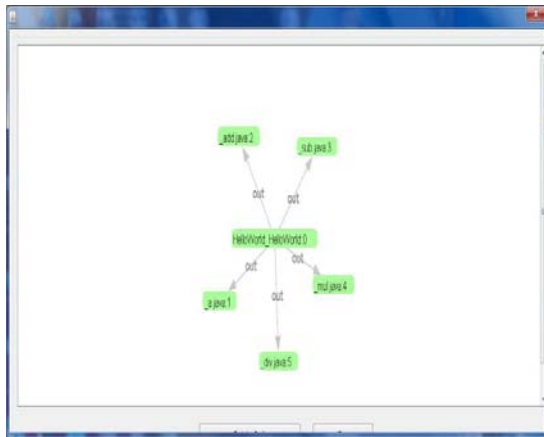 _add.java:2
_sub.java:3
out
out
HelloWorld_HelloWorld:0
out
out
_a.java:1
_mul.java:4
out
_div.java:5